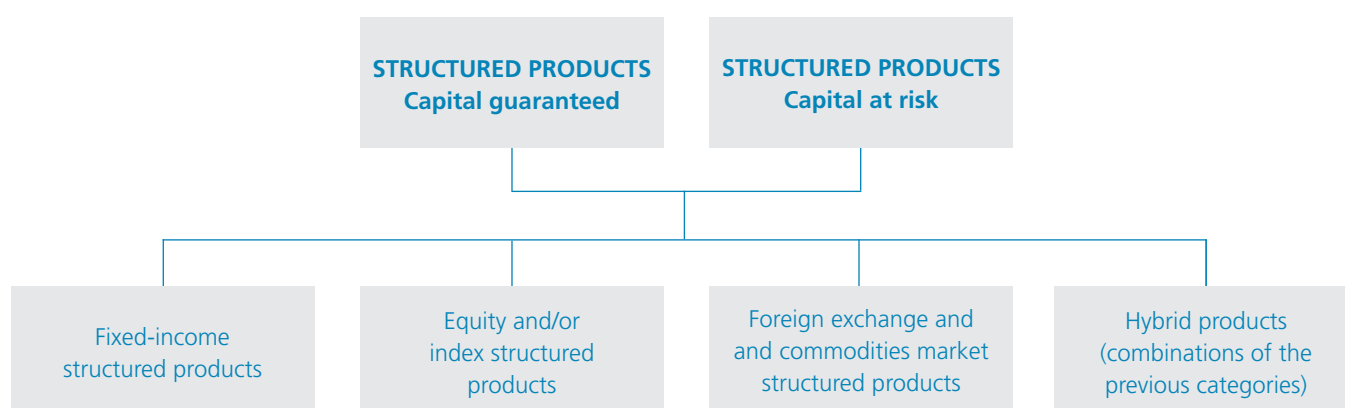 STRUCTURED PRODUCTS
Capital guaranteed
STRUCTURED PRODUCTS
Capital at risk
Fixed-income
structured products
Equity and/or
index structured
products
Foreign exchange and
and commodities market
structured products
Hybrid products
(combinations of the
previous categories)